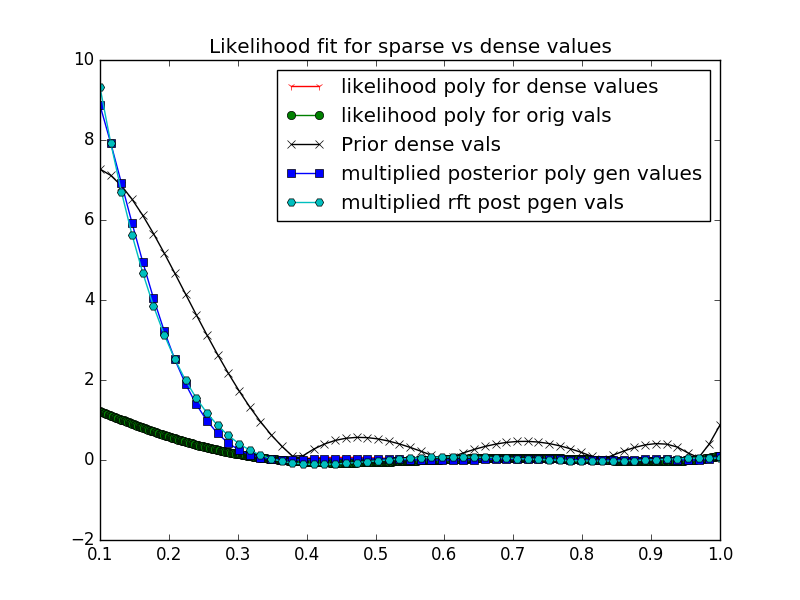 Likelihood fit for sparse vs dense values
likelihood poly for dense values
likelihood poly for orig vals
Prior dense vals
multiplied posterior poly gen values
multiplied rft post pgen vals
10
8
6
4
2
0
−2
0.1 0.2 0.3 0.4 0.5 0.6 0.7 0.8 0.9 1.0